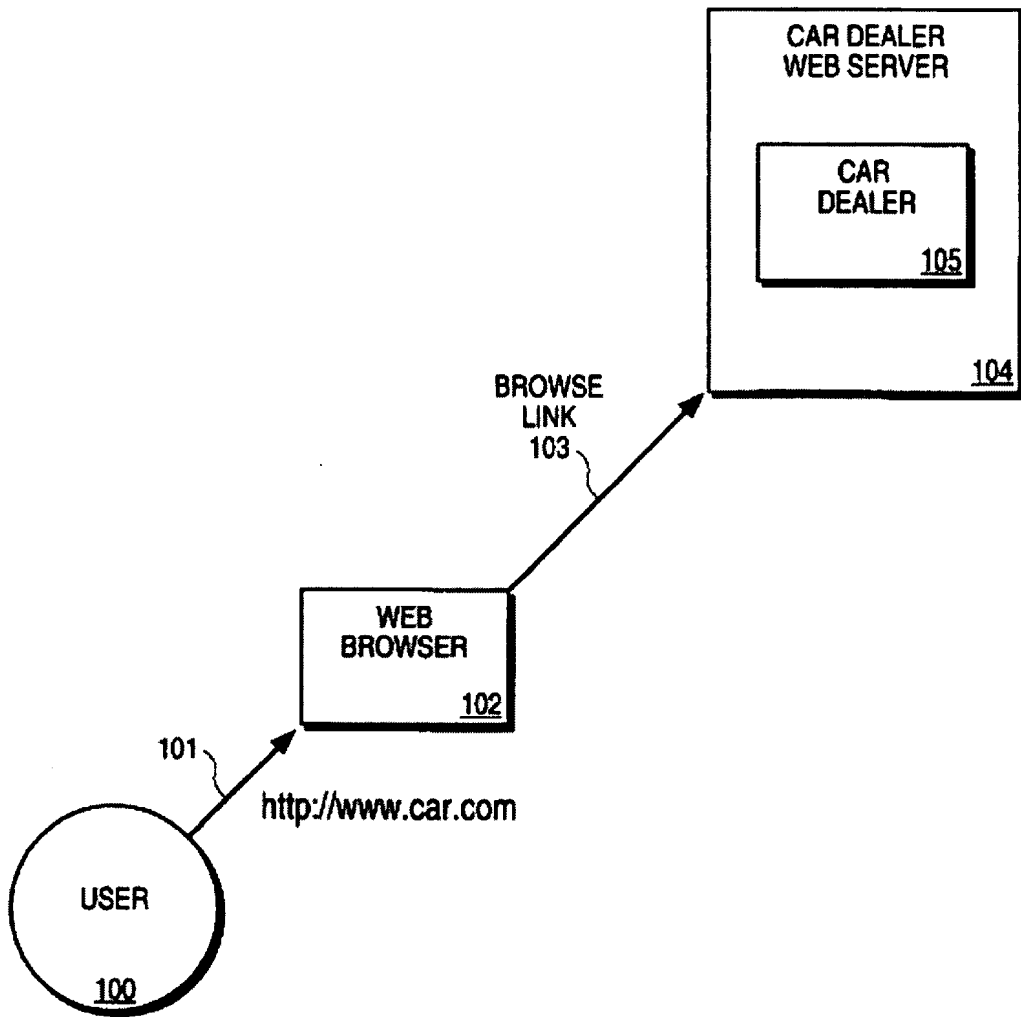 CAR DEALER
WEB SERVER
CAR
DEALER
105
104
BROWSE
LINK
103
WEB
BROWSER
102
101
http://www.car.com
USER
100